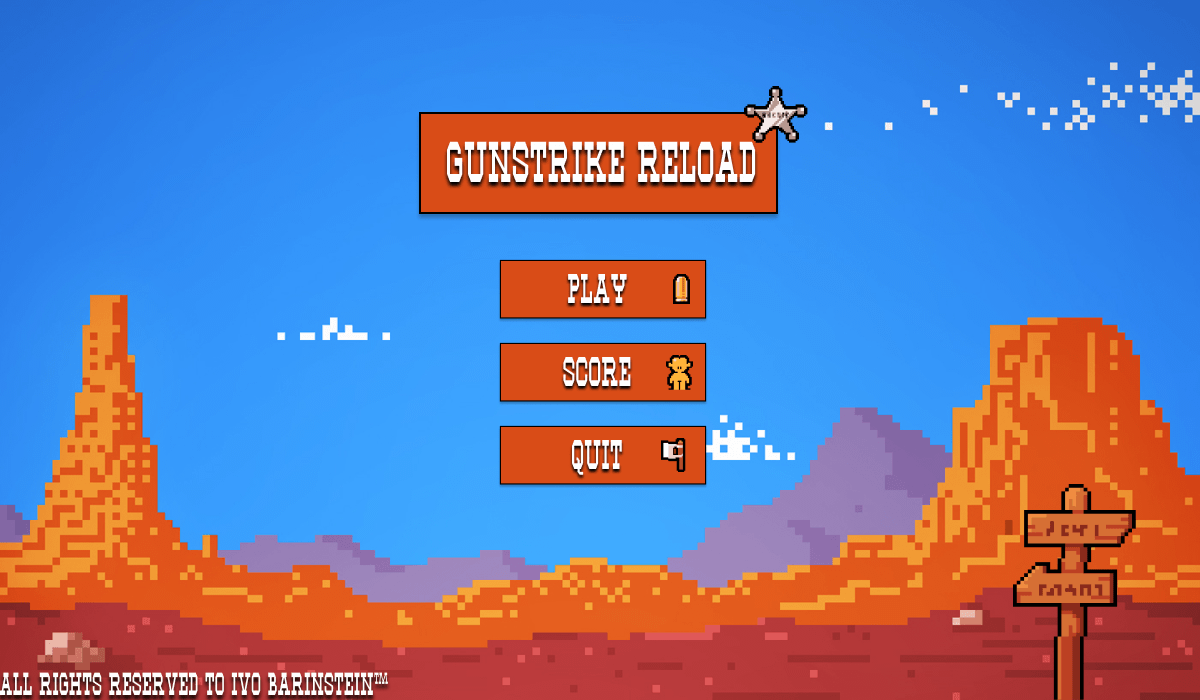 GUNSTRIKE RELOAD
PLAY
SCORE
QUIT
ALL RIGHTS RESERVED TO IVO BARINSTEIN™